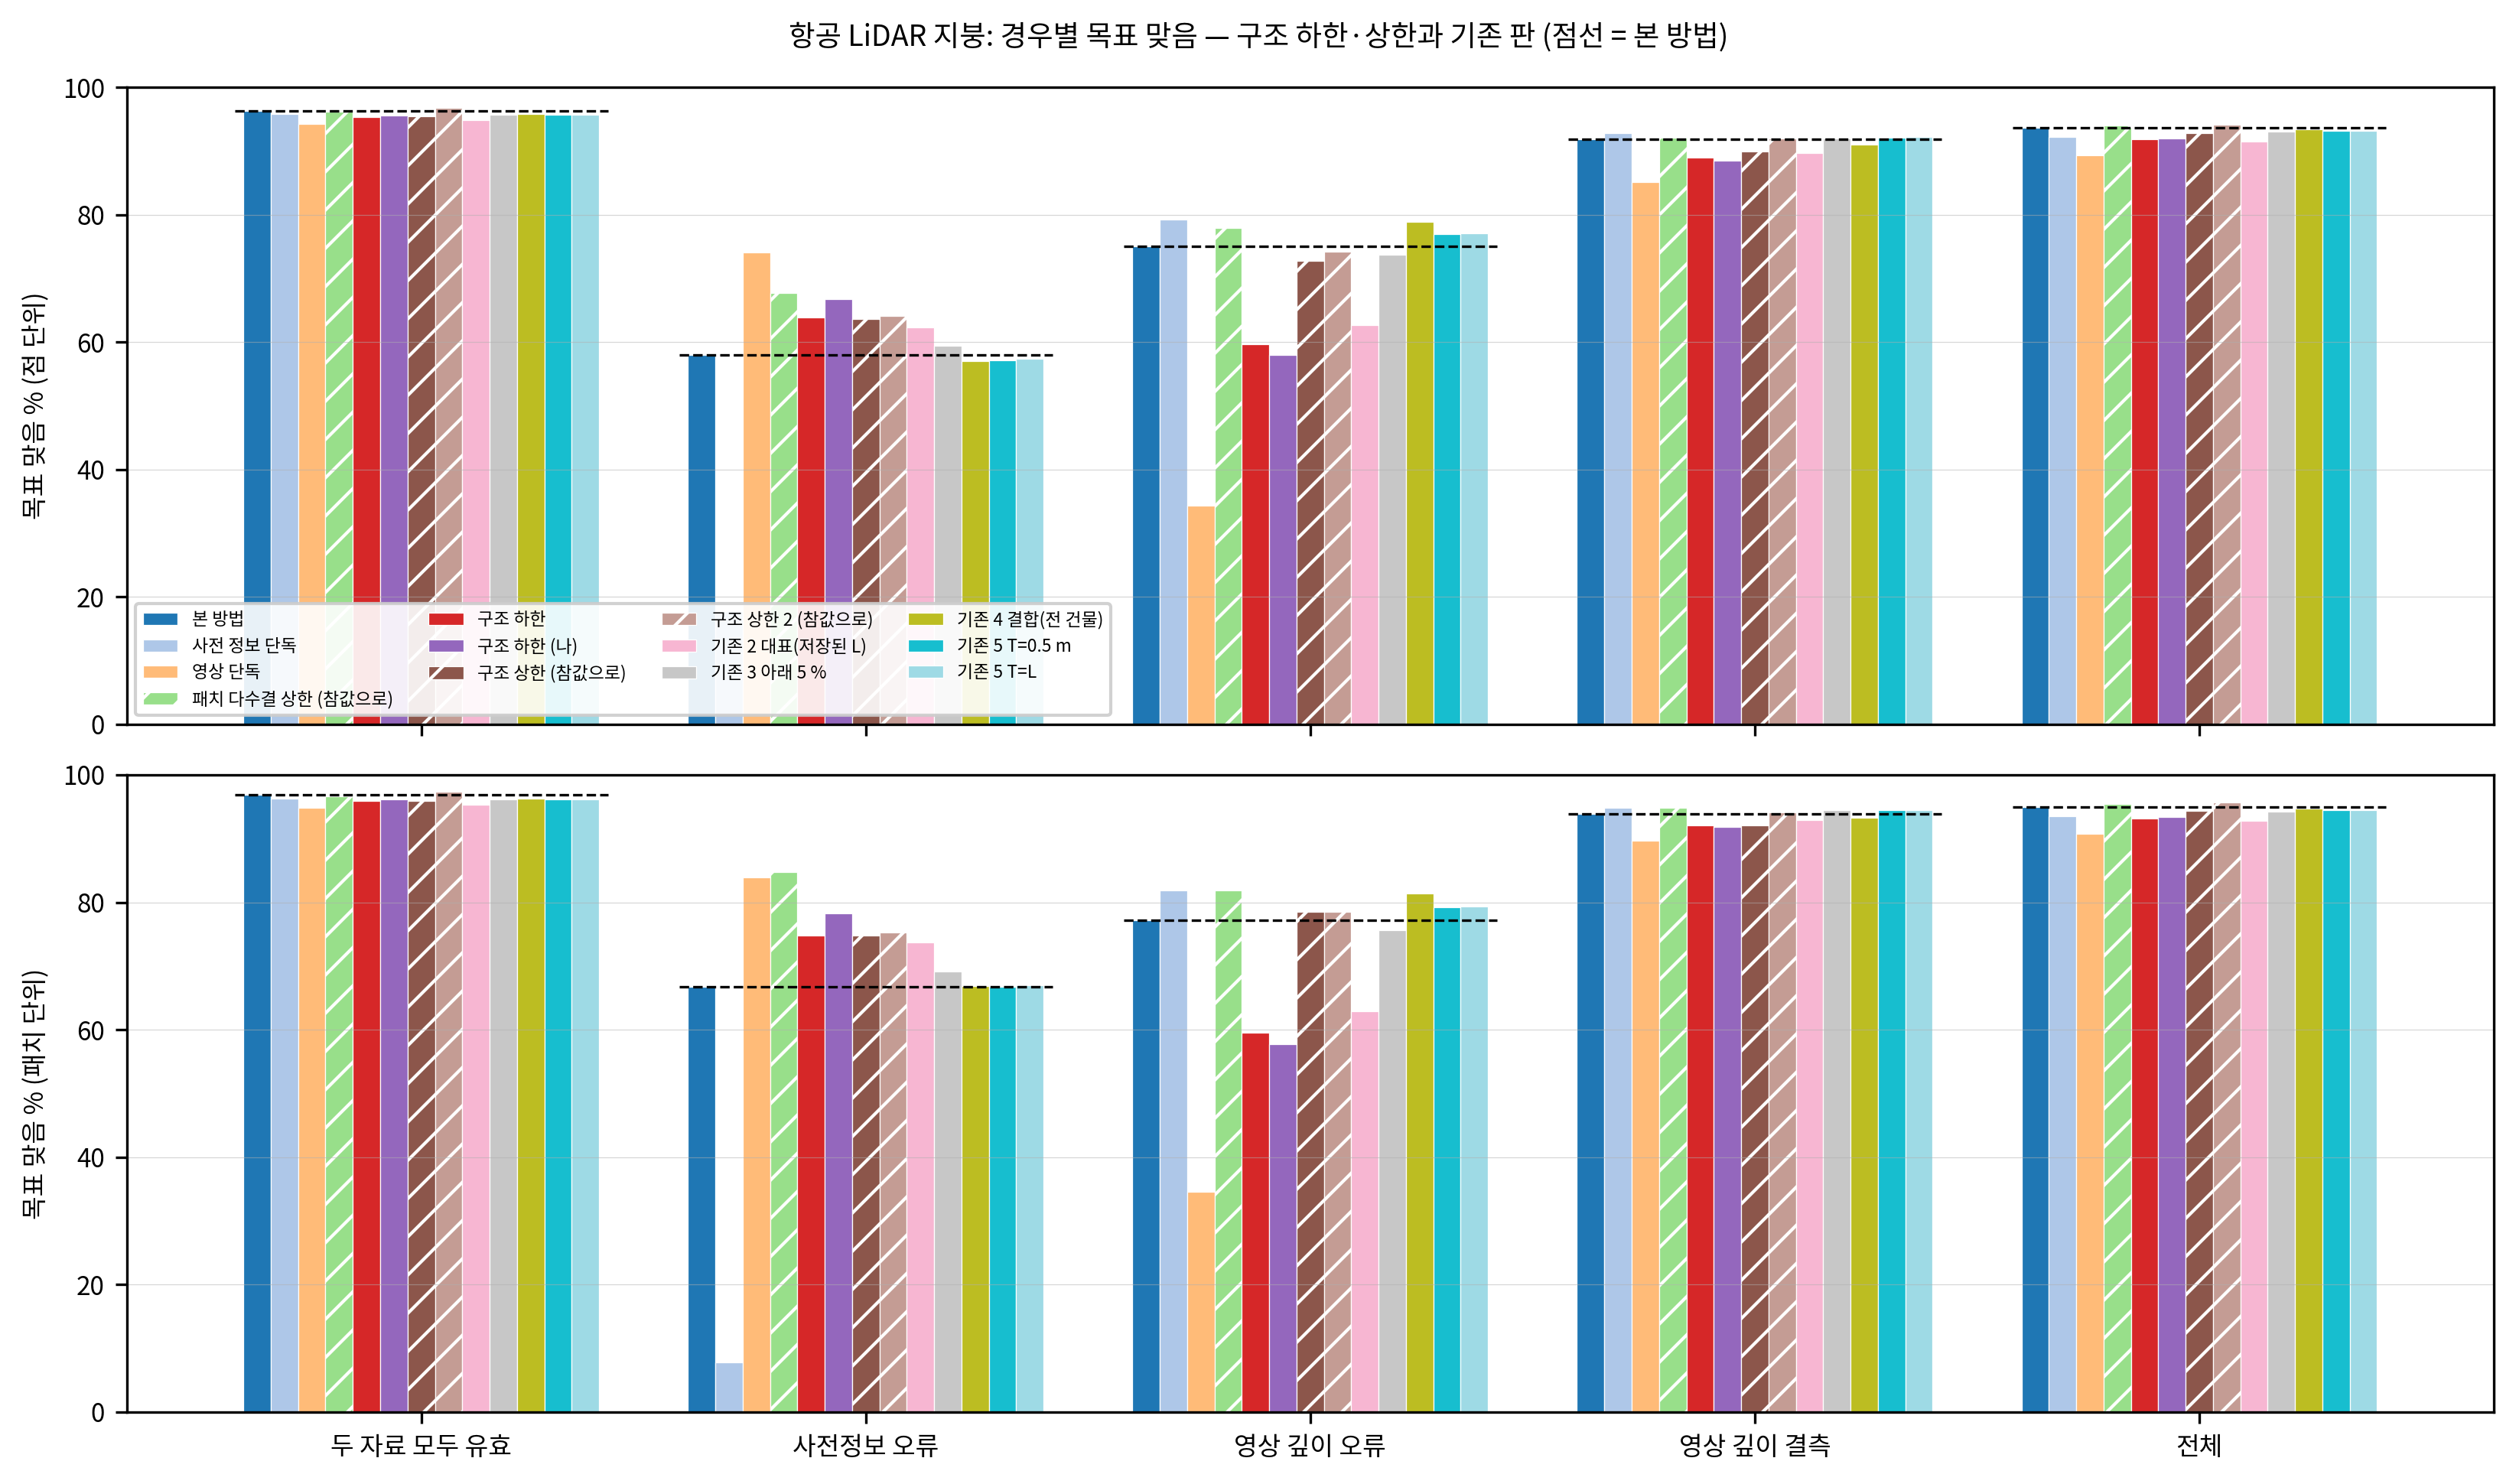 항공 LiDAR 지붕: 경우별 목표 맞음 — 구조 하한·상한과 기존 판 (점선 = 본 방법)
목표 맞음 % (점 단위)
100
80
60
40
20
0
본 방법
사전 정보 단독
영상 단독
패치 다수결 상한 (참값으로)
구조 하한
구조 하한 (나)
구조 상한 (참값으로)
구조 상한 2 (참값으로)
기존 2 대표(저장된 L)
기존 3 아래 5 %
기존 4 결합(전 건물)
기존 5 T=0.5 m
기존 5 T=L
목표 맞음 % (패치 단위)
100
80
60
40
20
0
두 자료 모두 유효
사전정보 오류
영상 깊이 오류
영상 깊이 결측
전체